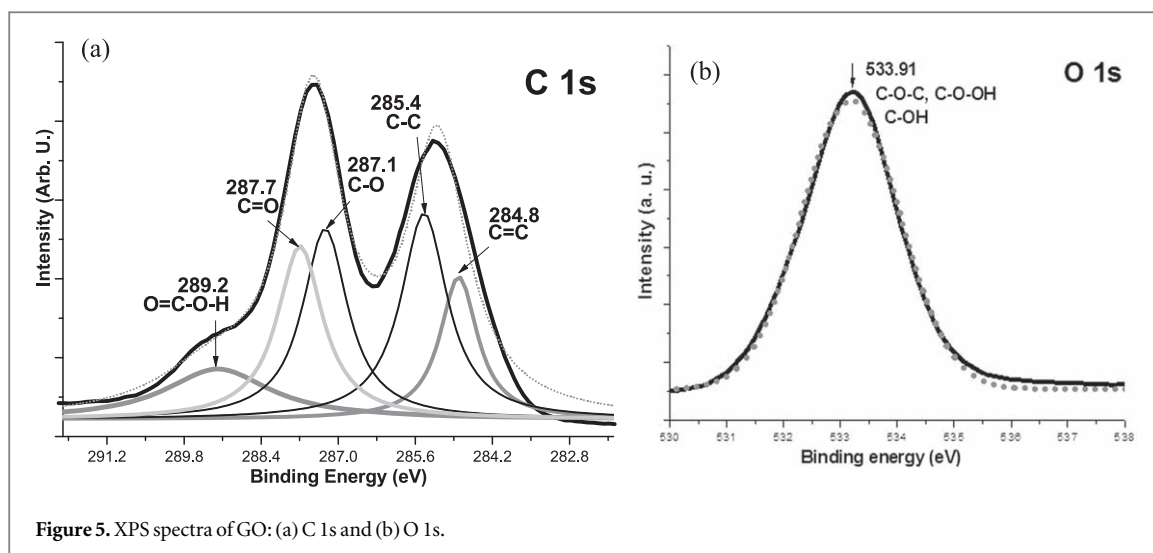 (a)
C 1s
285.4
C-C
287.1
C-O
287.7
C=O
284.8
C=C
289.2
O=C-O-H
Intensity (Arb. U.)
291.2 289.8 288.4 287.0 285.6 284.2 282.8
Binding Energy (eV)
(b)
O 1s
533.91
C-O-C, C-O-OH
C-OH
Intensity (a. u.)
530 531 532 533 534 535 536 537 538
Binding energy (eV)
Figure 5. XPS spectra of GO: (a) C 1s and (b) O 1s.